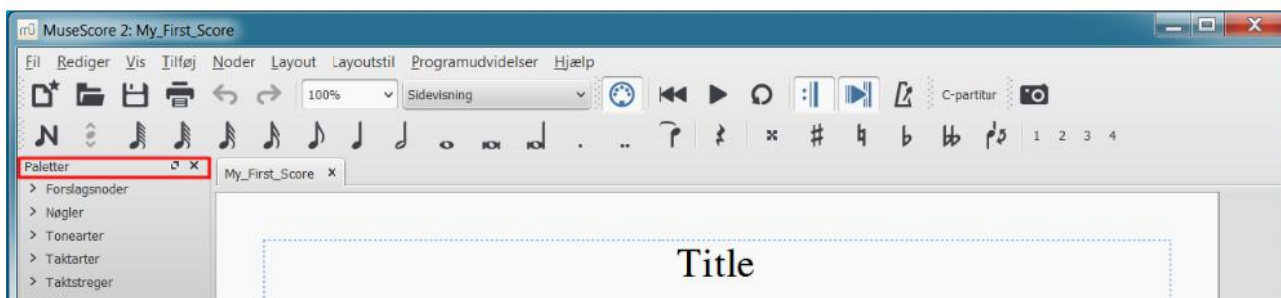 MuseScore 2: My_First_Score
Fil Rediger Vis Tilføj Noder Layout Layoutstil Programudvidelser Hjælp
100% Sidevisning C-partitur
1 2 3 4
Paletter
My_First_Score
Forslagsnoder
Nøgler
Tonearter
Taktarter
Taktstreger
Title